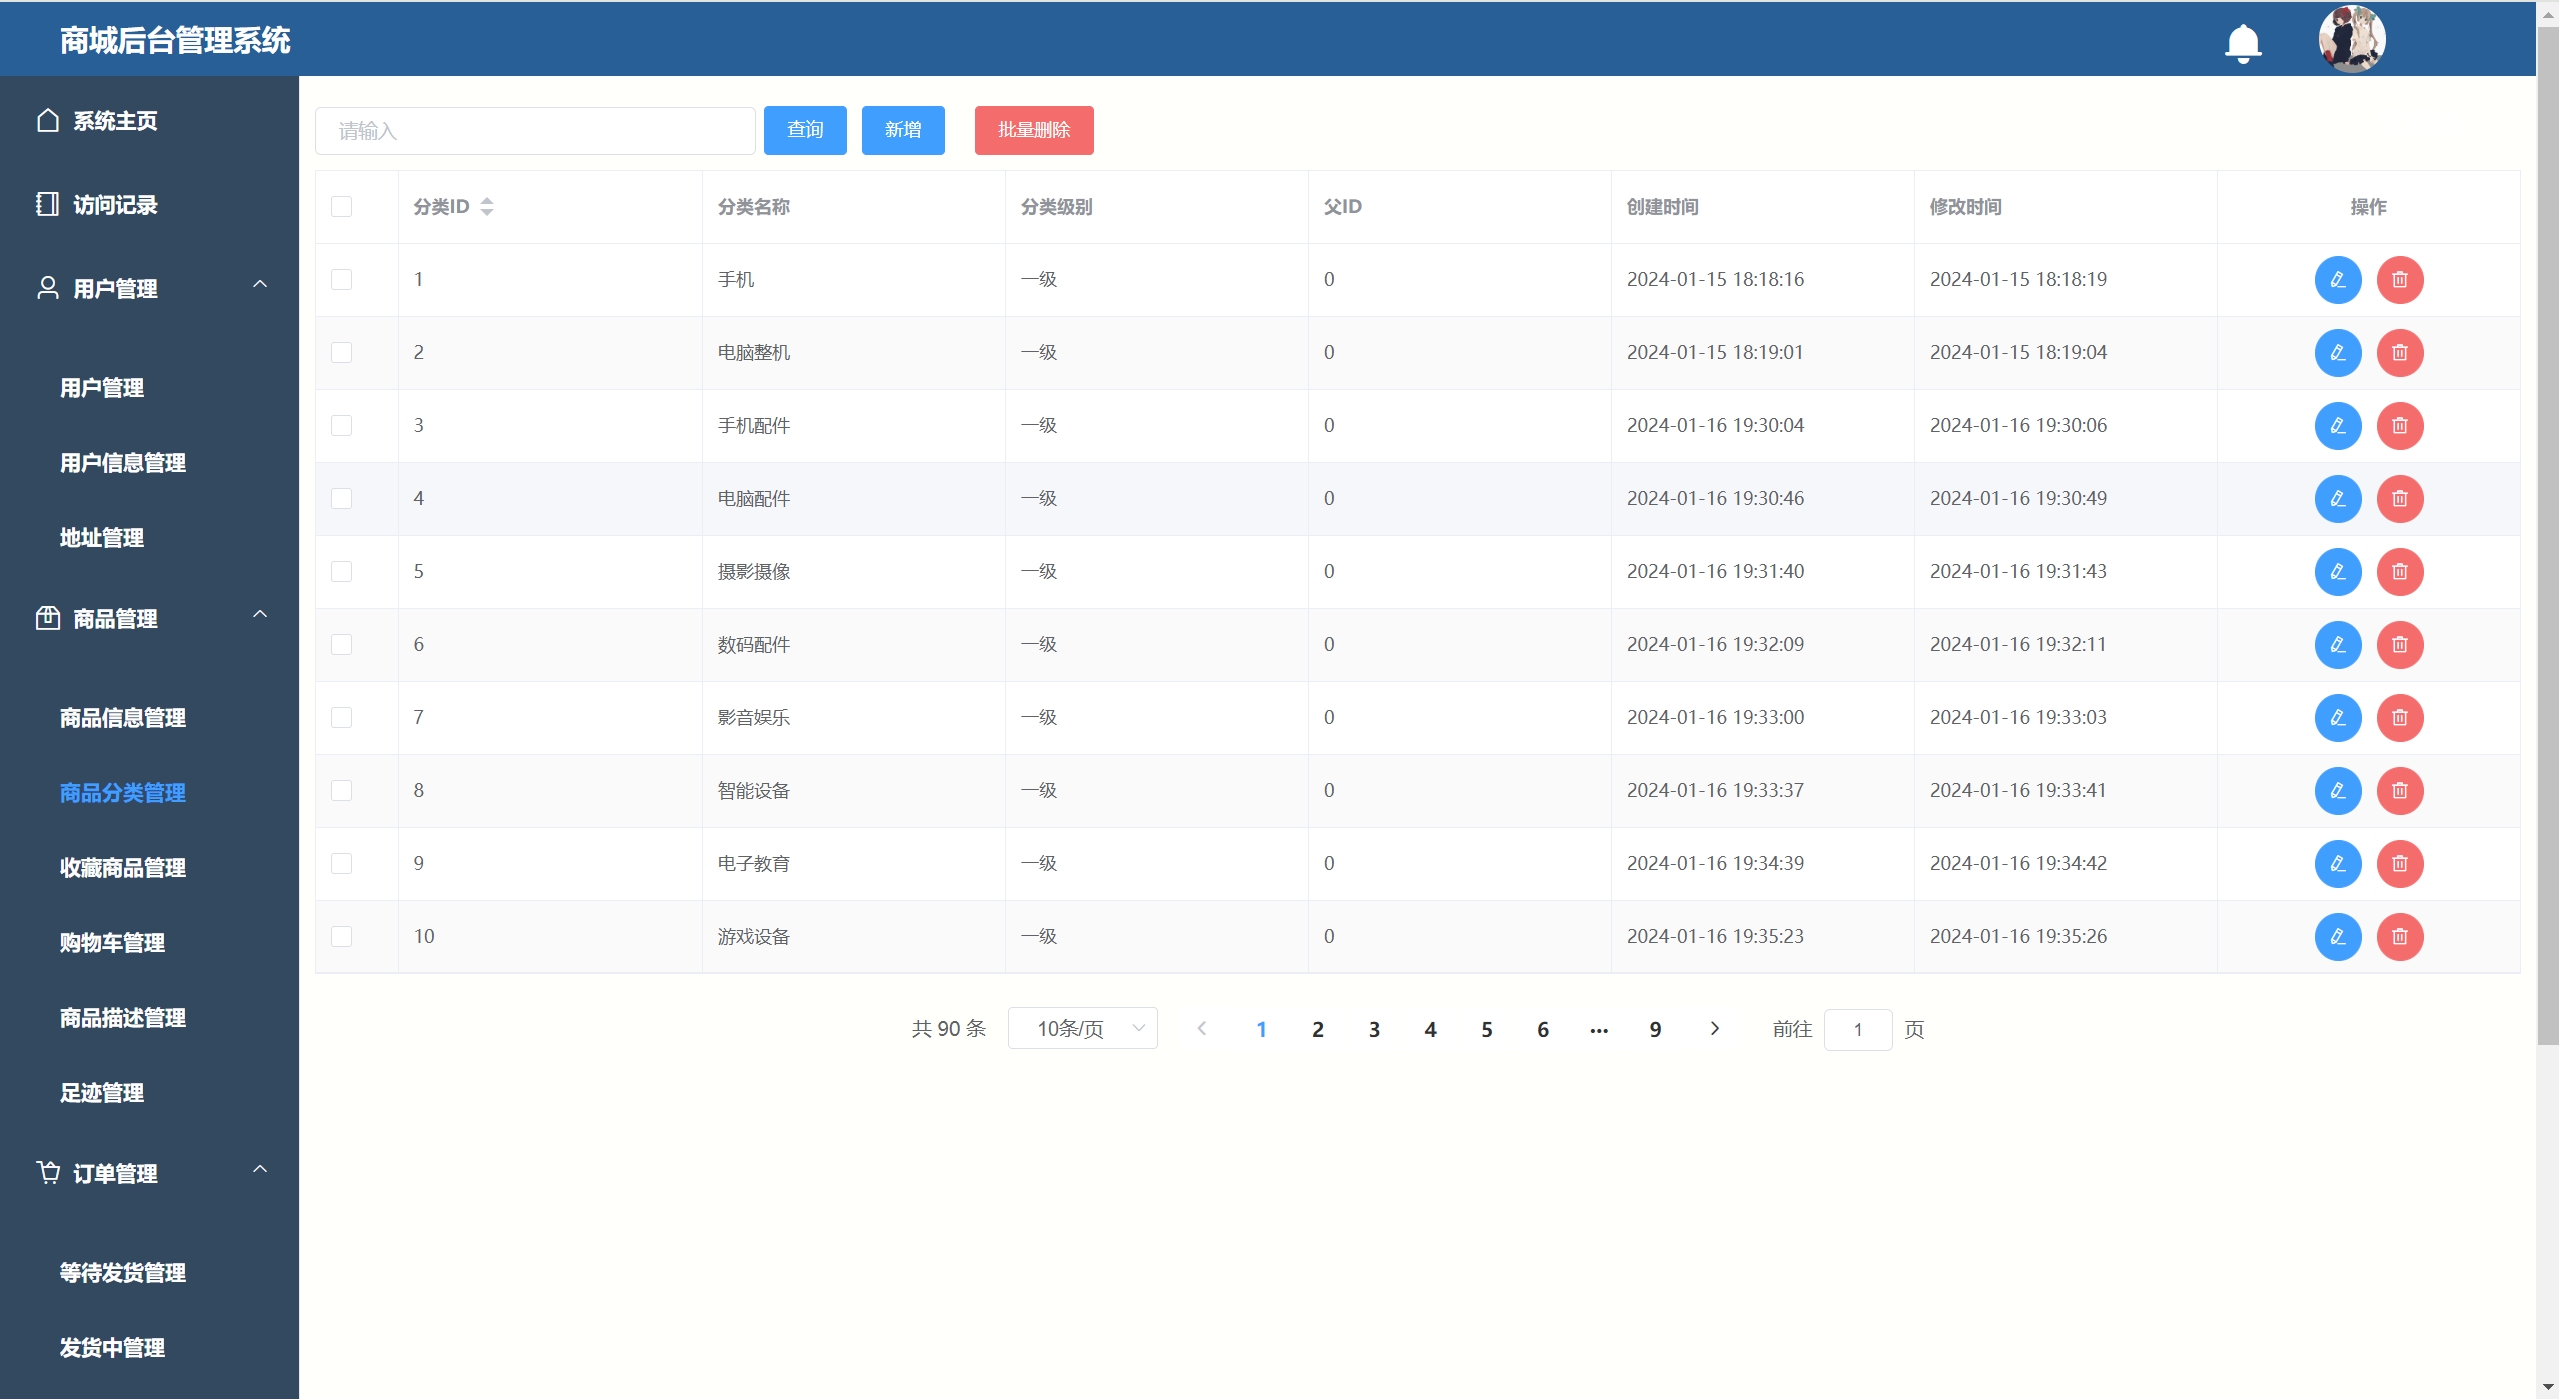 商城后台管理系统
系统主页
访问记录
用户管理
用户管理
用户信息管理
地址管理
商品管理
商品信息管理
商品分类管理
收藏商品管理
购物车管理
商品描述管理
足迹管理
订单管理
等待发货管理
发货中管理
请输入 查询 新增 批量删除
分类ID 分类名称 分类级别 父ID 创建时间 修改时间 操作
1 手机 一级 0 2024-01-15 18:18:16 2024-01-15 18:18:19
2 电脑整机 一级 0 2024-01-15 18:19:01 2024-01-15 18:19:04
3 手机配件 一级 0 2024-01-16 19:30:04 2024-01-16 19:30:06
4 电脑配件 一级 0 2024-01-16 19:30:46 2024-01-16 19:30:49
5 摄影摄像 一级 0 2024-01-16 19:31:40 2024-01-16 19:31:43
6 数码配件 一级 0 2024-01-16 19:32:09 2024-01-16 19:32:11
7 影音娱乐 一级 0 2024-01-16 19:33:00 2024-01-16 19:33:03
8 智能设备 一级 0 2024-01-16 19:33:37 2024-01-16 19:33:41
9 电子教育 一级 0 2024-01-16 19:34:39 2024-01-16 19:34:42
10 游戏设备 一级 0 2024-01-16 19:35:23 2024-01-16 19:35:26
共 90 条 10条/页 1 2 3 4 5 6 ··· 9 前往 1 页